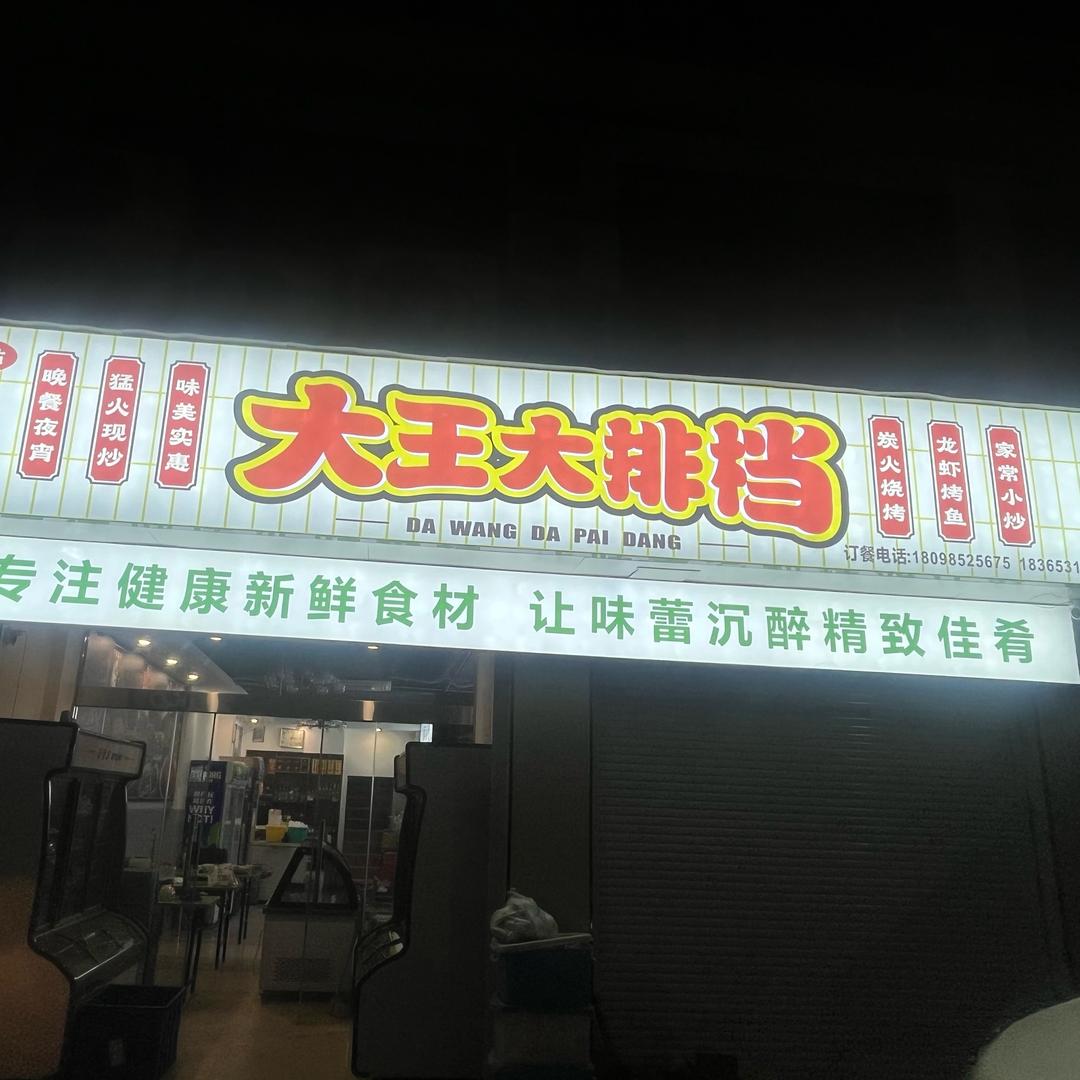 晚餐夜宵
猛火现炒
味美实惠
大王大排档
DA WANG DA PAI DANG
炭火烧烤
龙虾烤鱼
家常小炒
订餐电话:18098525675 1836531
专注健康新鲜食材 让味蕾沉醉精致佳肴
WHY